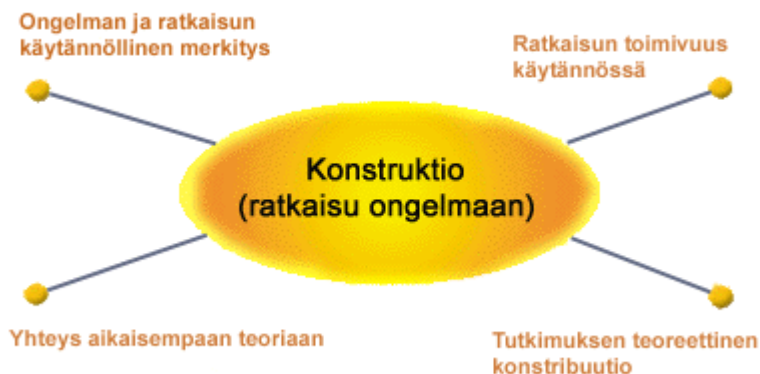 Ongelman ja ratkaisun
käytännöllinen merkitys
Ratkaisun toimivuus
käytännössä
Konstruktio
(ratkaisu ongelmaan)
Yhteys aikaisempaan teoriaan
Tutkimuksen teoreettinen
konstribuutio